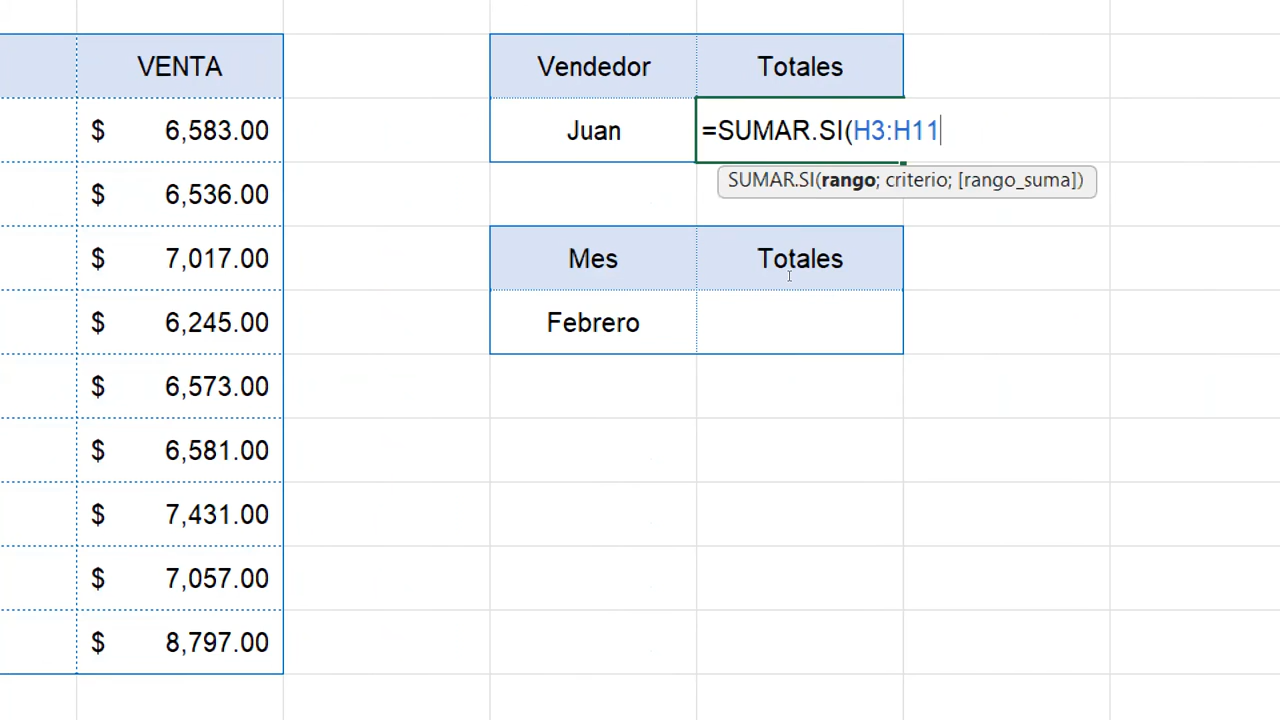 VENTA
$ 6,583.00
$ 6,536.00
$ 7,017.00
$ 6,245.00
$ 6,573.00
$ 6,581.00
$ 7,431.00
$ 7,057.00
$ 8,797.00
Vendedor Totales
Juan =SUMAR.SI(H3:H11
SUMAR.SI(rango; criterio; [rango_suma])
Mes Totales
Febrero